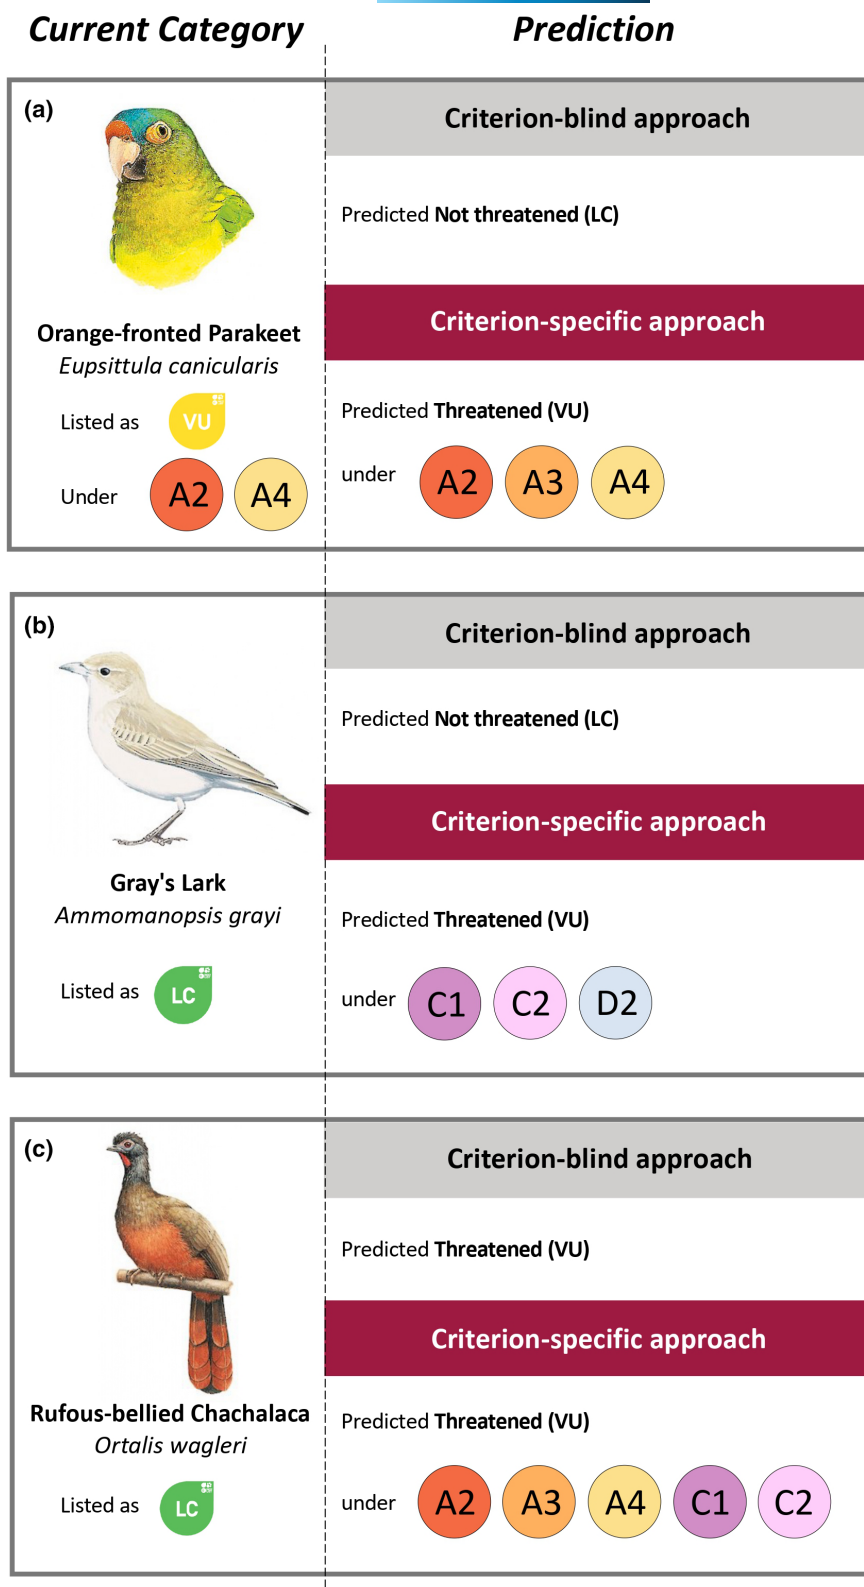 Current Category
Prediction
(a)
Criterion-blind approach
Predicted Not threatened (LC)
Criterion-specific approach
Orange-fronted Parakeet
Eupsittula canicularis
Listed as VU
Under A2 A4
Predicted Threatened (VU)
under A2 A3 A4
(b)
Criterion-blind approach
Predicted Not threatened (LC)
Criterion-specific approach
Gray's Lark
Ammomanopsis grayi
Listed as LC
Predicted Threatened (VU)
under C1 C2 D2
(c)
Criterion-blind approach
Predicted Threatened (VU)
Criterion-specific approach
Rufous-bellied Chachalaca
Ortalis wagleri
Listed as LC
Predicted Threatened (VU)
under A2 A3 A4 C1 C2